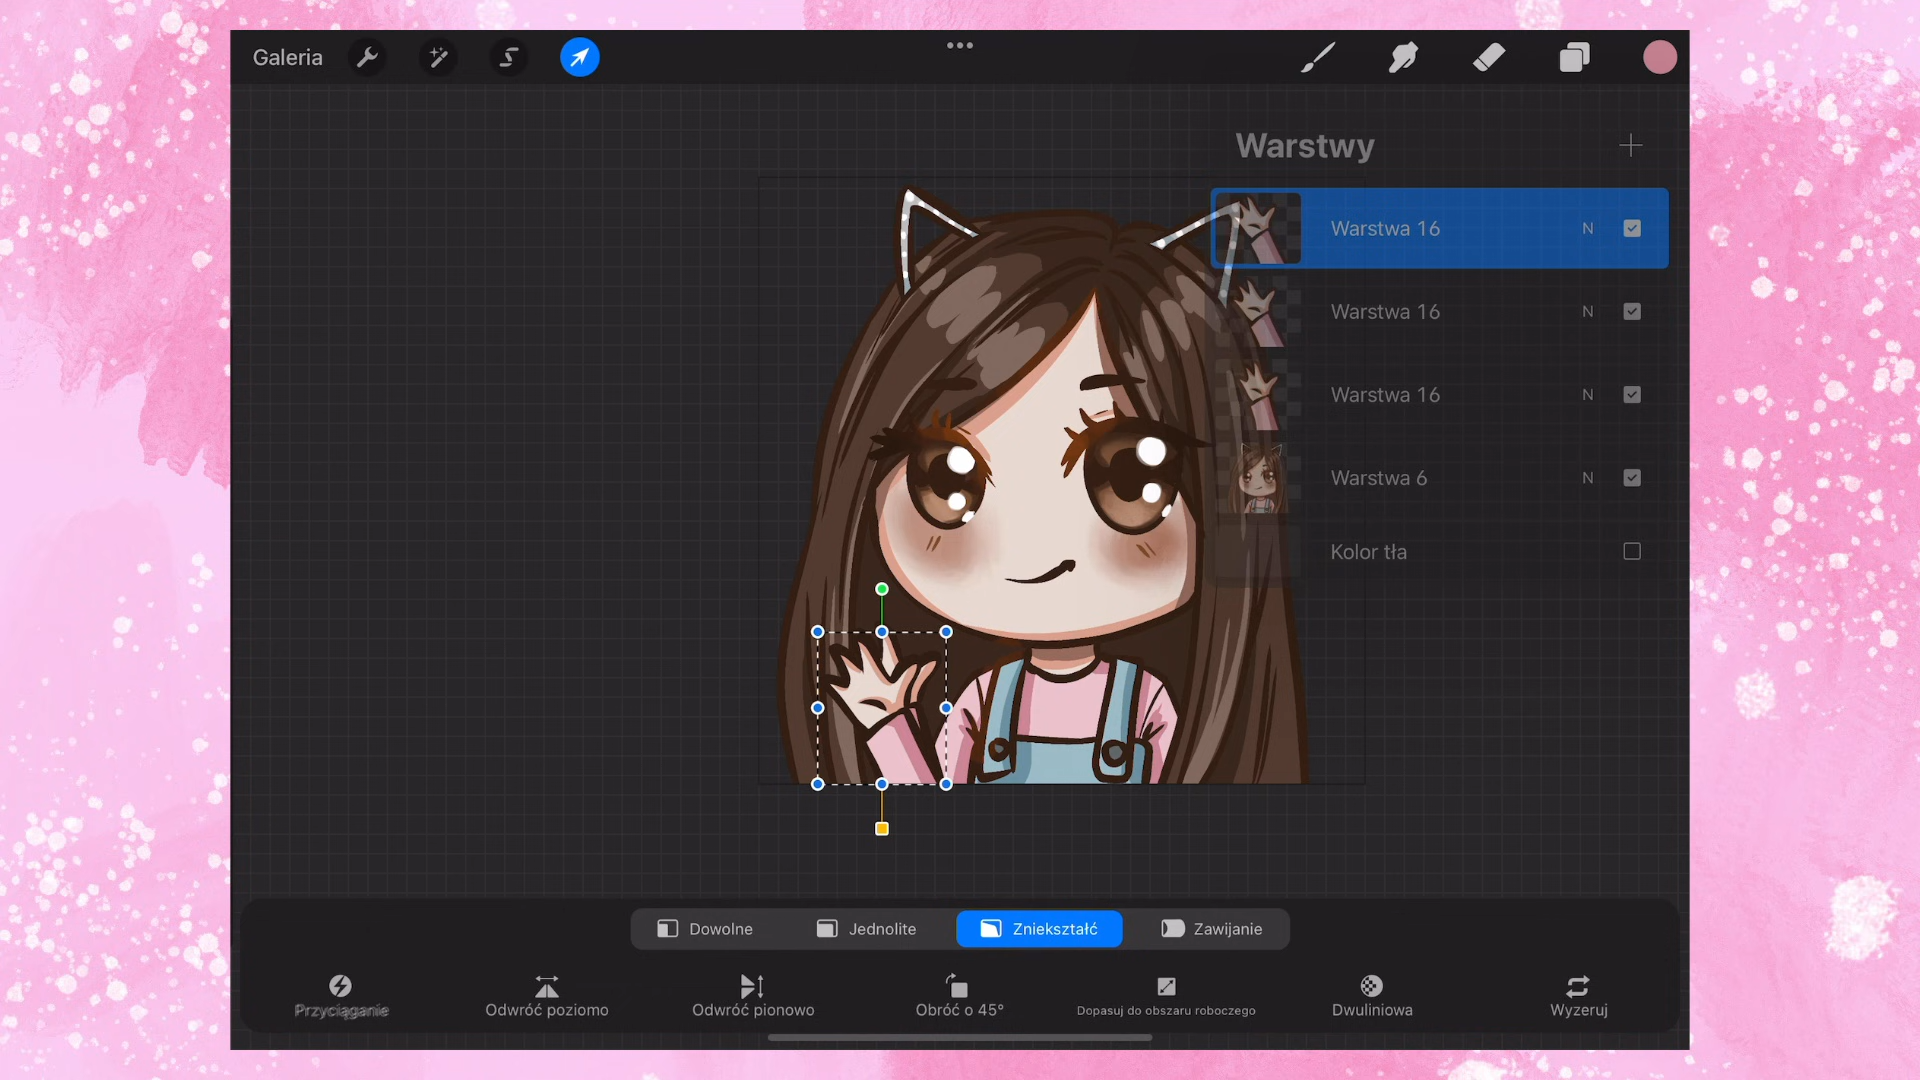 Galeria
Warstwy
Warstwa 16 N
Warstwa 16 N
Warstwa 16 N
Warstwa 6 N
Kolor tła
Dowolne
Jednolite
Zniekształć
Zawijanie
Przyciąganie
Odwróć poziomo
Odwróć pionowo
Obróć o 45°
Dopasuj do obszaru roboczego
Dwuliniowa
Wyzeruj